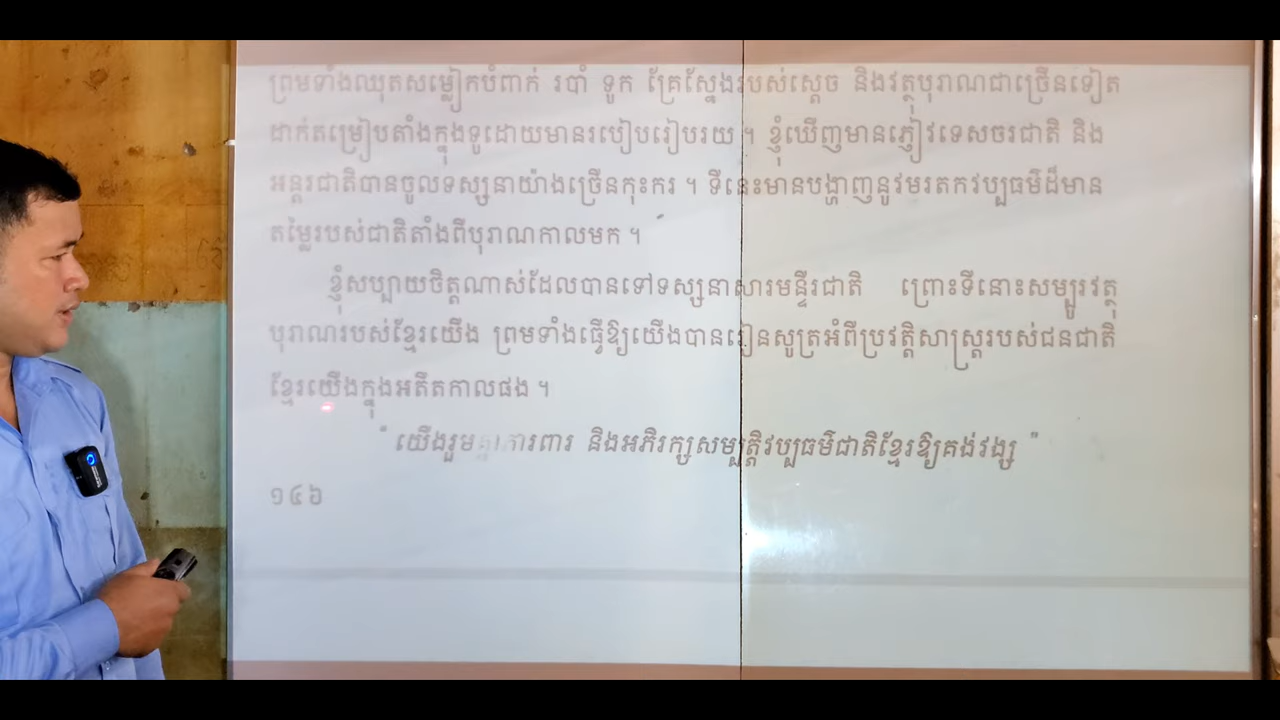 ព្រមទាំងឈុតសម្លៀកបំពាក់ របាំ ទូក គ្រែស្នែងរបស់ស្ដេច និងវត្ថុបុរាណជាច្រើនទៀត
ដាក់តម្រៀបតាំងក្នុងទូដោយមានរបៀបរៀបរយ ។ ខ្ញុំឃើញមានភ្ញៀវទេសចរជាតិ និង
អន្តរជាតិបានចូលទស្សនាយ៉ាងច្រើនកុះករ ។ ទីនេះមានបង្ហាញនូវមរតកវប្បធម៌ដ៏មាន
តម្លៃរបស់ជាតិតាំងពីបុរាណកាលមក ។
ខ្ញុំសប្បាយចិត្តណាស់ដែលបានទៅទស្សនាសារមន្ទីរជាតិ ព្រោះទីនោះសម្បូរវត្ថុ
បុរាណរបស់ខ្មែរយើង ព្រមទាំងធ្វើឱ្យយើងបានរៀនសូត្រអំពីប្រវត្តិសាស្ត្ររបស់ជនជាតិ
ខ្មែរយើងក្នុងអតីតកាលផង ។
" យើងរួមគ្នាការពារ និងអភិរក្សសម្បត្តិវប្បធម៌ជាតិខ្មែរឱ្យគង់វង្ស "
១៤៦